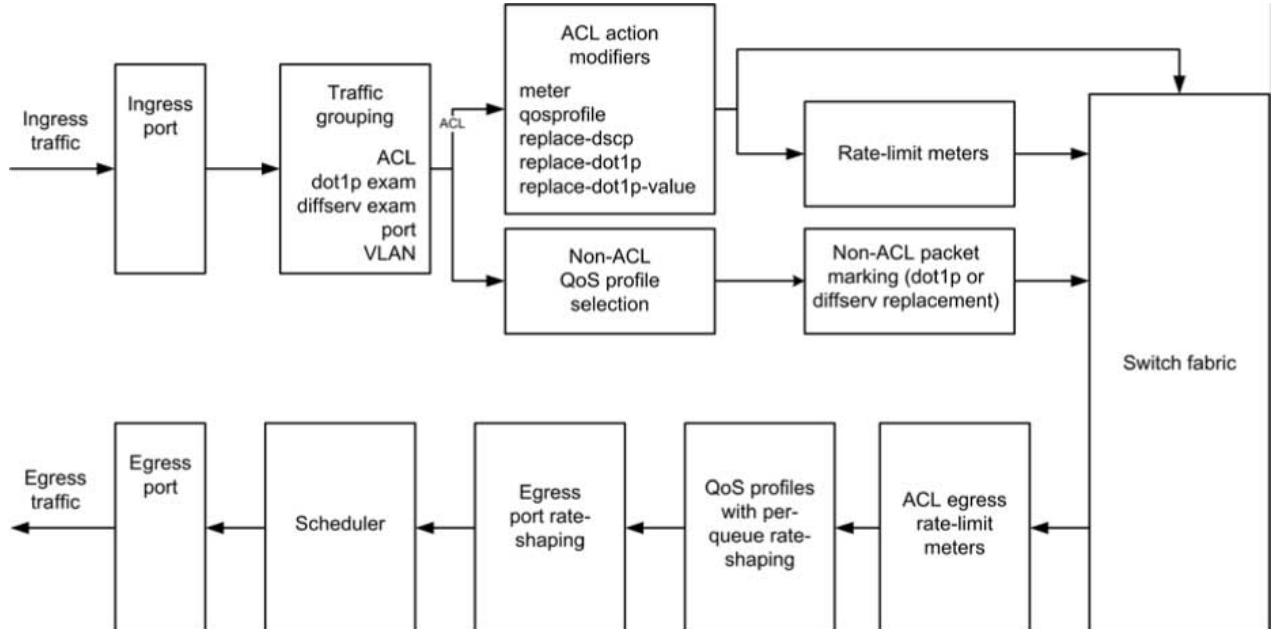 Ingress
traffic
Ingress
port
Traffic
grouping
ACL
dot1p exam
diffserv exam
port
VLAN
ACL
ACL action
modifiers
meter
qosprofile
replace-dscp
replace-dot1p
replace-dot1p-value
Rate-limit meters
Non-ACL
QoS profile
selection
Non-ACL packet
marking (dot1p or
diffserv replacement)
Switch fabric
Egress
traffic
Egress
port
Scheduler
Egress
port rate-
shaping
QoS profiles
with per-
queue rate-
shaping
ACL egress
rate-limit
meters